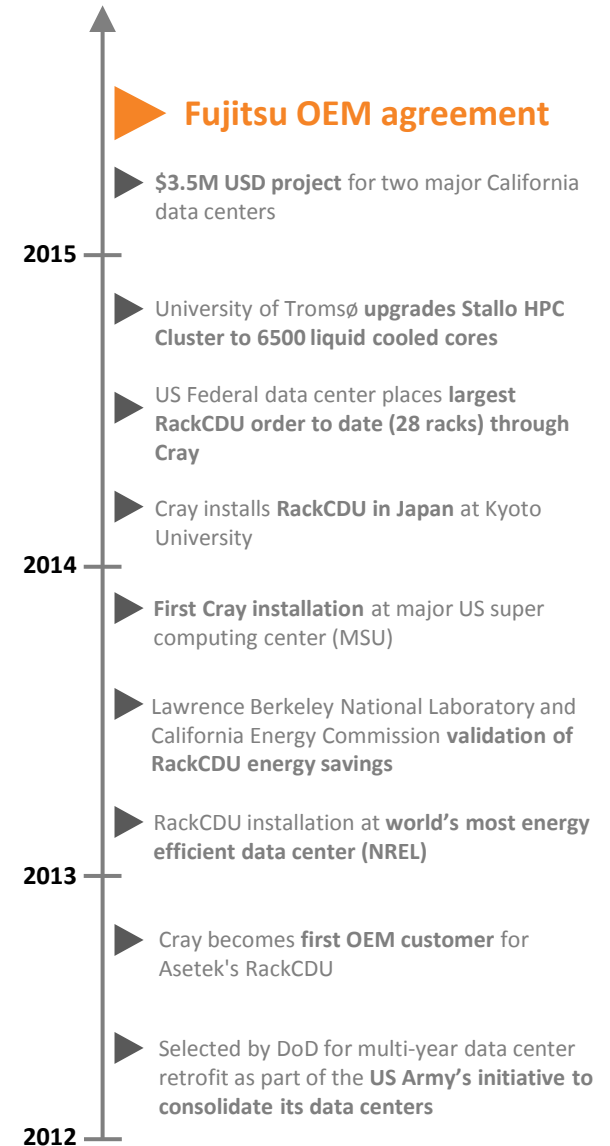 Fujitsu OEM agreement
$3.5M USD project for two major California
data centers
2015
University of Tromsø upgrades Stallo HPC
Cluster to 6500 liquid cooled cores
US Federal data center places largest
RackCDU order to date (28 racks) through
Cray
Cray installs RackCDU in Japan at Kyoto
University
2014
First Cray installation at major US super
computing center (MSU)
Lawrence Berkeley National Laboratory and
California Energy Commission validation of
RackCDU energy savings
RackCDU installation at world's most energy
efficient data center (NREL)
2013
Cray becomes first OEM customer for
Asetek's RackCDU
Selected by DoD for multi-year data center
retrofit as part of the US Army's initiative to
consolidate its data centers
2012